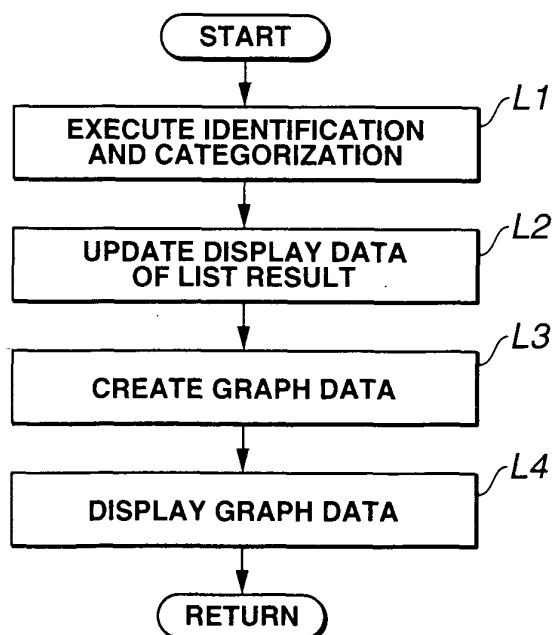 START
L1
EXECUTE IDENTIFICATION
AND CATEGORIZATION
L2
UPDATE DISPLAY DATA
OF LIST RESULT
L3
CREATE GRAPH DATA
L4
DISPLAY GRAPH DATA
RETURN